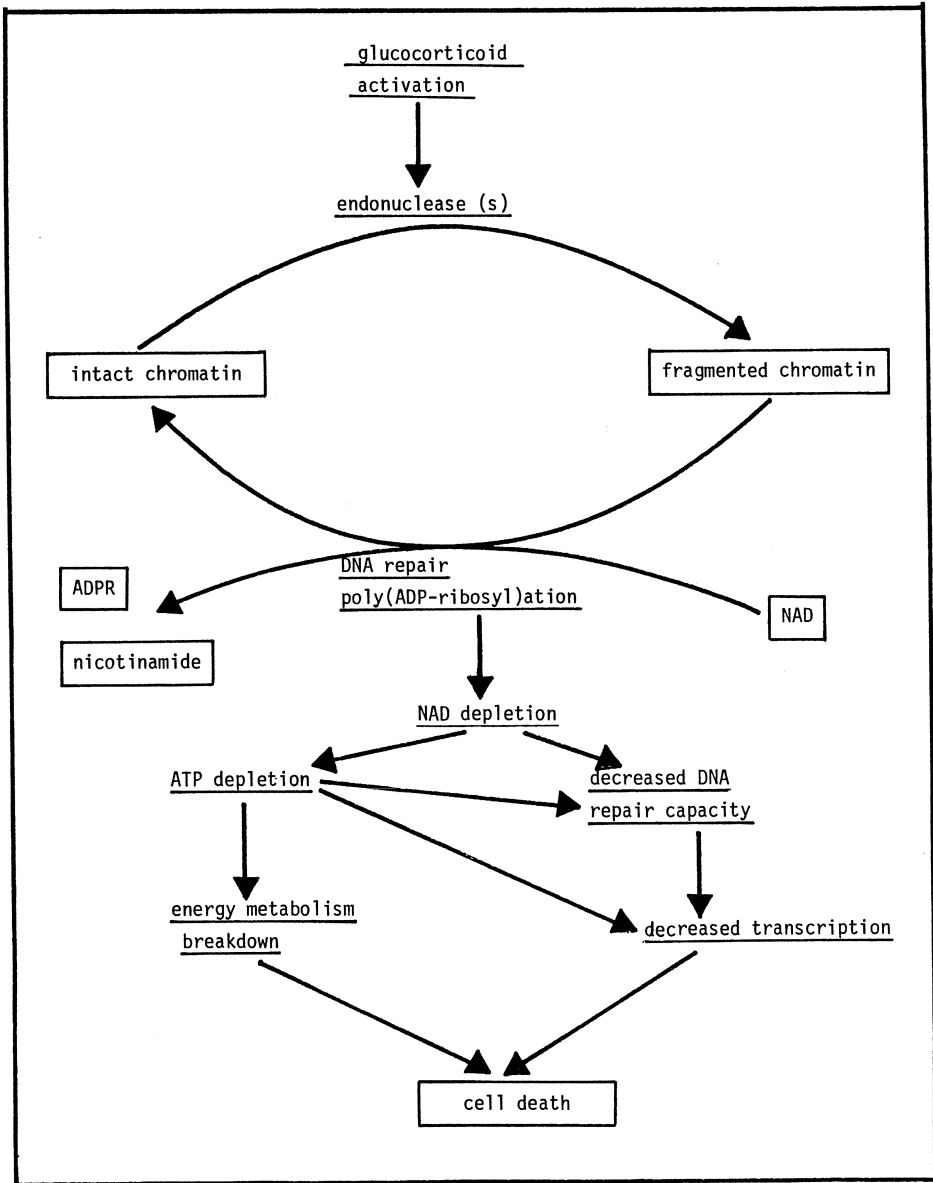 glucocorticoid
activation
endonuclease (s)
intact chromatin
fragmented chromatin
DNA repair
poly(ADP-ribosyl)ation
ADPR
nicotinamide
NAD
NAD depletion
ATP depletion
decreased DNA
repair capacity
energy metabolism
breakdown
decreased transcription
cell death